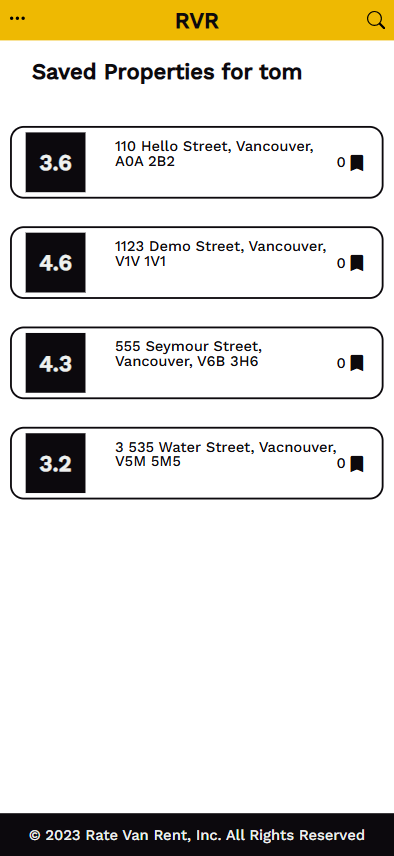 RVR
Saved Properties for tom
3.6
110 Hello Street, Vancouver,
A0A 2B2
0
4.6
1123 Demo Street, Vancouver,
V1V 1V1
0
4.3
555 Seymour Street,
Vancouver, V6B 3H6
0
3.2
3 535 Water Street, Vacnouver,
V5M 5M5
0
© 2023 Rate Van Rent, Inc. All Rights Reserved